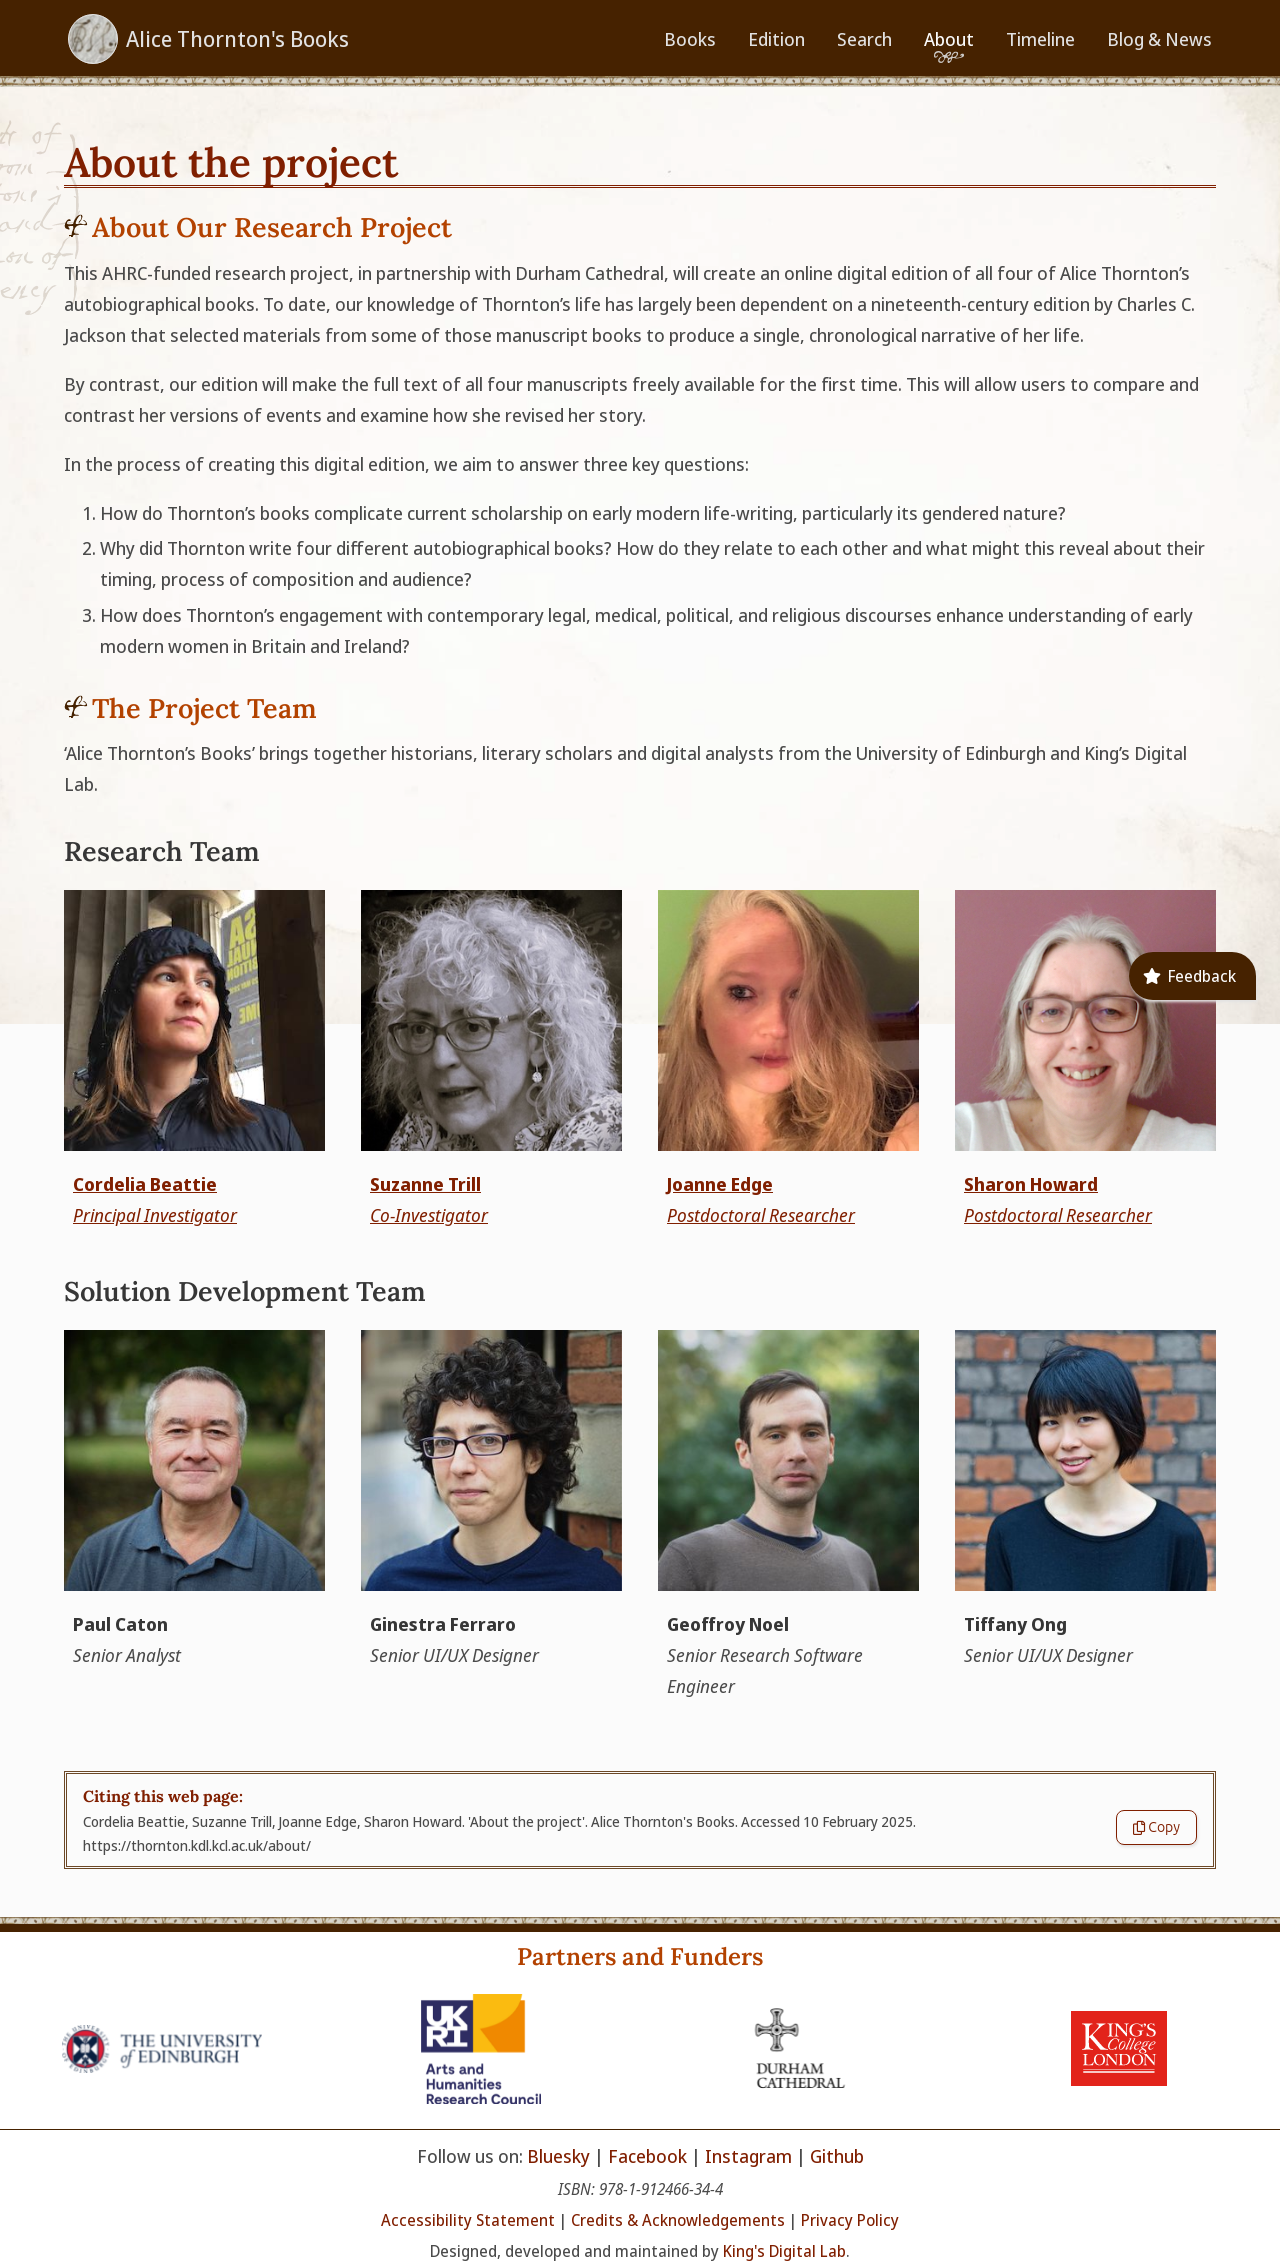 Alice Thornton's Books
Books Edition Search About Timeline Blog & News
About the project
About Our Research Project
This AHRC-funded research project, in partnership with Durham Cathedral, will create an online digital edition of all four of Alice Thornton’s
autobiographical books. To date, our knowledge of Thornton’s life has largely been dependent on a nineteenth-century edition by Charles C.
Jackson that selected materials from some of those manuscript books to produce a single, chronological narrative of her life.
By contrast, our edition will make the full text of all four manuscripts freely available for the first time. This will allow users to compare and
contrast her versions of events and examine how she revised her story.
In the process of creating this digital edition, we aim to answer three key questions:
1. How do Thornton’s books complicate current scholarship on early modern life-writing, particularly its gendered nature?
2. Why did Thornton write four different autobiographical books? How do they relate to each other and what might this reveal about their
timing, process of composition and audience?
3. How does Thornton’s engagement with contemporary legal, medical, political, and religious discourses enhance understanding of early
modern women in Britain and Ireland?
The Project Team
‘Alice Thornton’s Books’ brings together historians, literary scholars and digital analysts from the University of Edinburgh and King’s Digital
Lab.
Research Team
Feedback
Cordelia Beattie
Principal Investigator
Suzanne Trill
Co-Investigator
Joanne Edge
Postdoctoral Researcher
Sharon Howard
Postdoctoral Researcher
Solution Development Team
Paul Caton
Senior Analyst
Ginestra Ferraro
Senior UI/UX Designer
Geoffroy Noel
Senior Research Software
Engineer
Tiffany Ong
Senior UI/UX Designer
Citing this web page:
Cordelia Beattie, Suzanne Trill, Joanne Edge, Sharon Howard. 'About the project'. Alice Thornton's Books. Accessed 10 February 2025.
https://thornton.kdl.kcl.ac.uk/about/
Copy
Partners and Funders
THE UNIVERSITY
of EDINBURGH
UK
RI
Arts and
Humanities
Research Council
DURHAM
CATHEDRAL
KING'S
College
LONDON
Follow us on: Bluesky | Facebook | Instagram | Github
ISBN: 978-1-912466-34-4
Accessibility Statement | Credits & Acknowledgements | Privacy Policy
Designed, developed and maintained by King's Digital Lab.